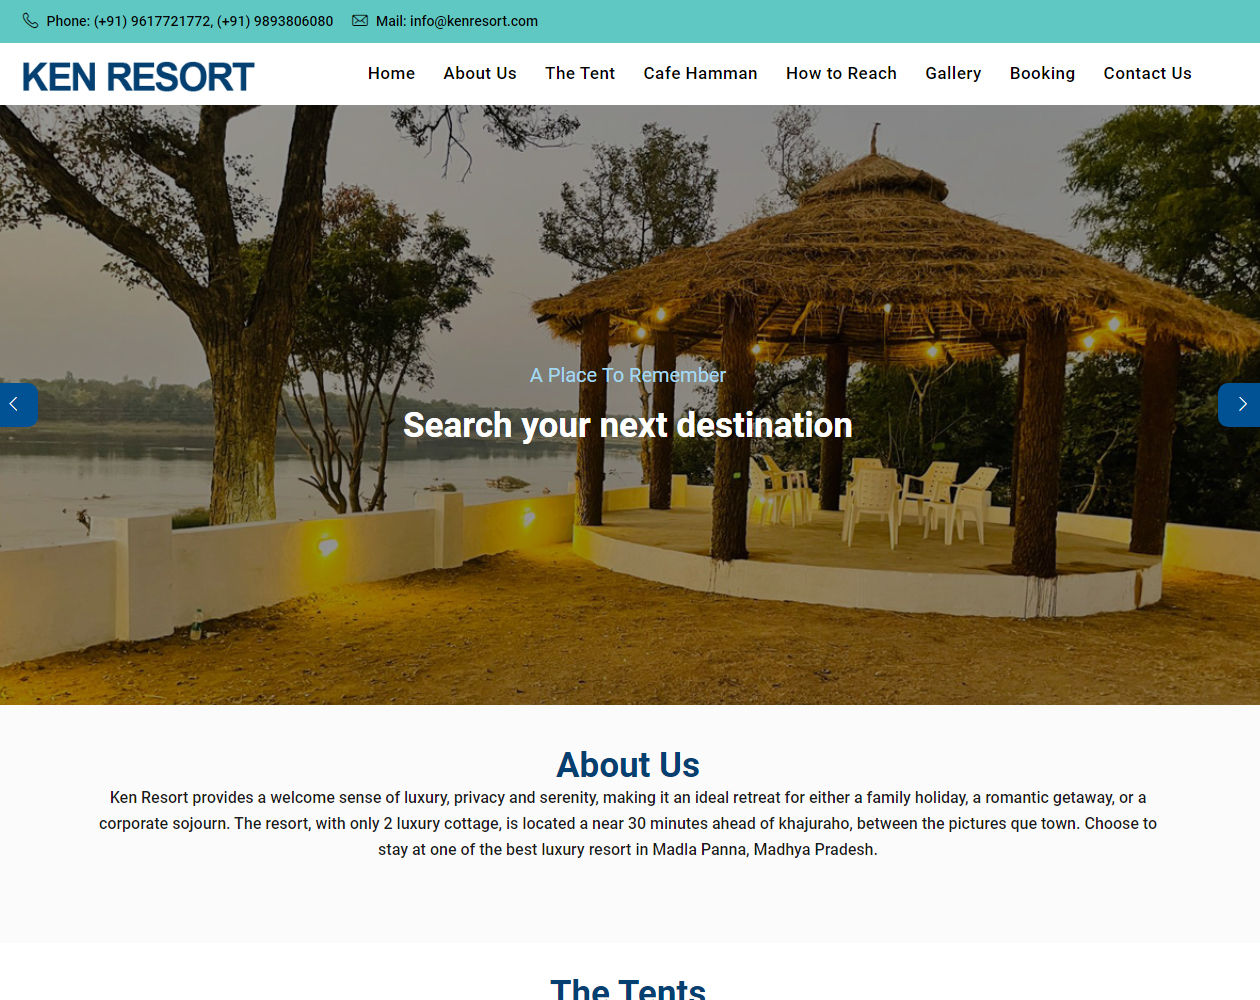 Phone: (+91) 9617721772, (+91) 9893806080 Mail: info@kenresort.com
KEN RESORT
Home About Us The Tent Cafe Hamman How to Reach Gallery Booking Contact Us
A Place To Remember
Search your next destination
About Us
Ken Resort provides a welcome sense of luxury, privacy and serenity, making it an ideal retreat for either a family holiday, a romantic getaway, or a
corporate sojourn. The resort, with only 2 luxury cottage, is located a near 30 minutes ahead of khajuraho, between the pictures que town. Choose to
stay at one of the best luxury resort in Madla Panna, Madhya Pradesh.
The Tents